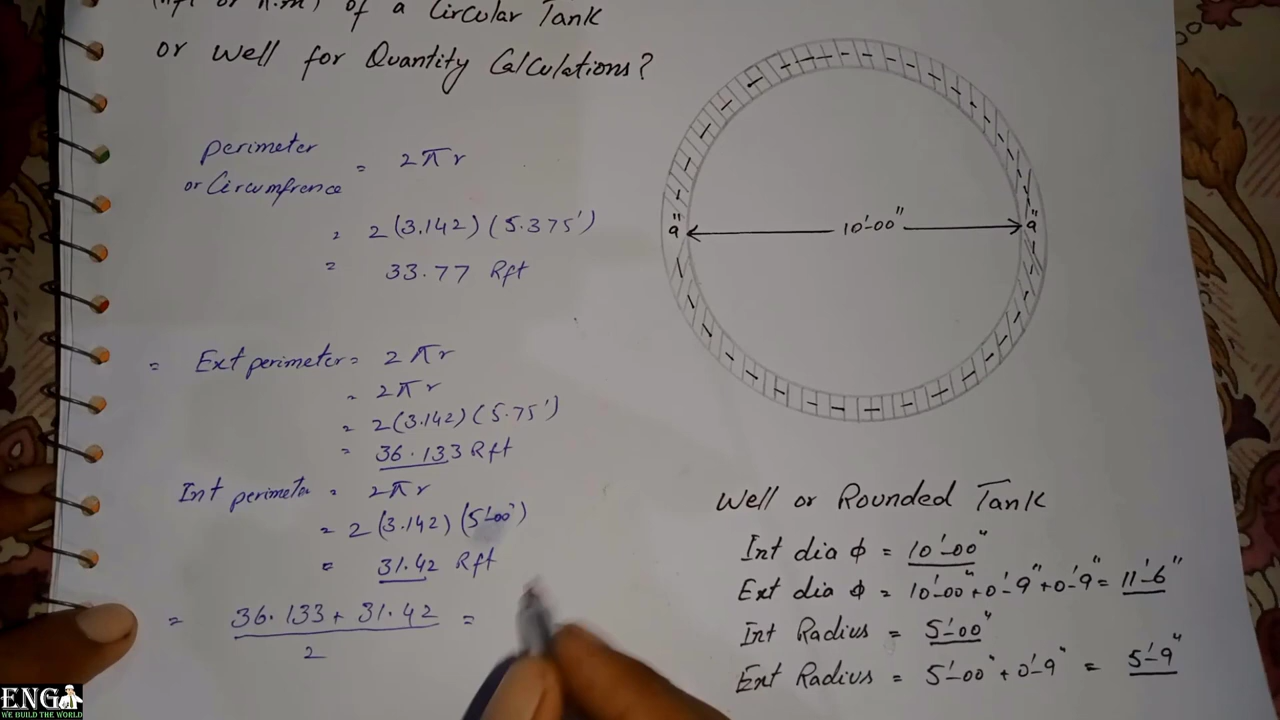 of a Circular Tank
or Well for Quantity Calculations?
perimeter
or Circumfrence = 2πr
= 2(3.142)(5.375')
= 33.77 Rft
= Ext perimeter = 2πr
= 2πr
= 2(3.142)(5.75')
= 36.133 Rft
Int perimeter = 2πr
= 2(3.142)(5'-00")
= 31.42 Rft
= 36.133 + 31.42 =
2
9" 10'-00" 9"
Well or Rounded Tank
Int dia ϕ = 10'-00"
Ext dia ϕ = 10'-00"+0'-9"+0'-9" = 11'-6"
Int Radius = 5'-00"
Ext Radius = 5'-00"+0'-9" = 5'-9"
ENG
WE BUILD THE WORLD